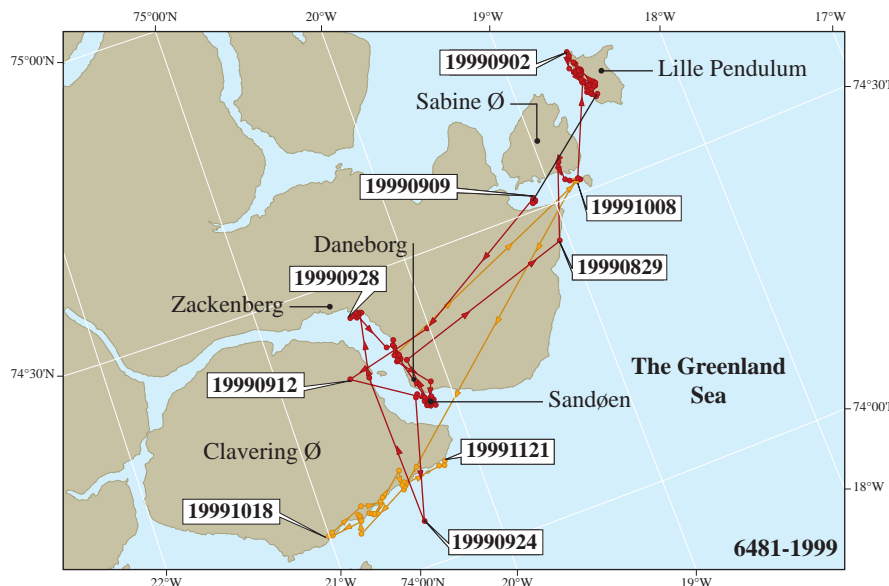 75°00'N
20°W
19°W
18°W
17°W
75°00'N
19990902
Lille Pendulum
74°30'N
Sabine Ø
19990909
19991008
Daneborg
19990829
19990928
Zackenberg
The Greenland
Sea
74°30'N
19990912
Sandøen
74°00'N
Clavering Ø
19991121
18°W
19991018
19990924
6481-1999
22°W
21°W
74°00'N
20°W
19°W